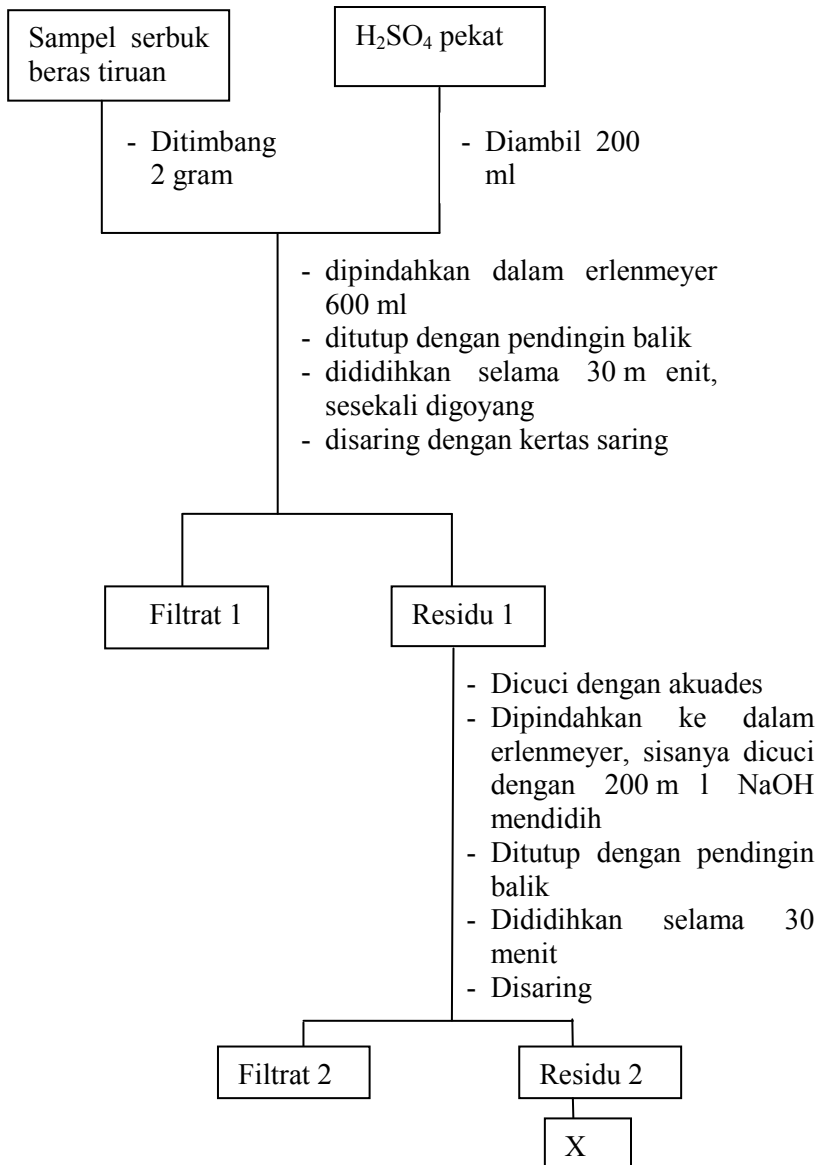 Sampel serbuk
beras tiruan
H₂SO₄ pekat
- Ditimbang
2 gram
- Diambil 200
ml
- dipindahkan dalam erlenmeyer
600 ml
- ditutup dengan pendingin balik
- dididihkan selama 30 m enit,
sesekali digoyang
- disaring dengan kertas saring
Filtrat 1
Residu 1
- Dicuci dengan akuades
- Dipindahkan ke dalam
erlenmeyer, sisanya dicuci
dengan 200 m l NaOH
mendidih
- Ditutup dengan pendingin
balik
- Dididihkan selama 30
menit
- Disaring
Filtrat 2
Residu 2
X